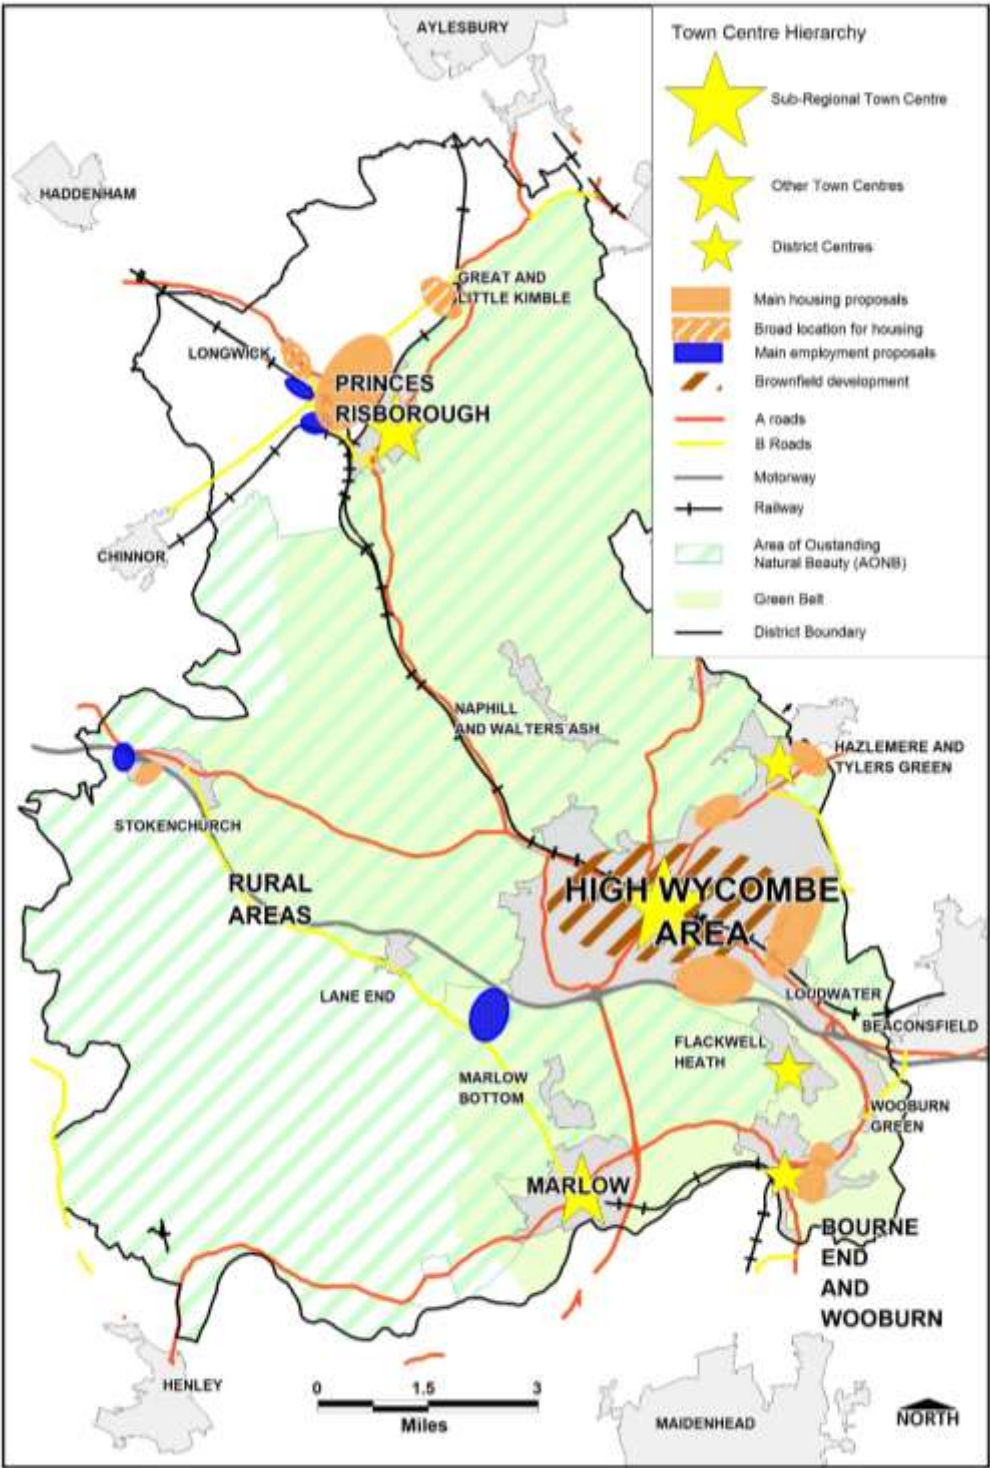 AYLESBURY
Town Centre Hierarchy
Sub-Regional Town Centre
Other Town Centres
District Centres
Main housing proposals
Broad location for housing
Main employment proposals
Brownfield development
A roads
B Roads
Motorway
Railway
Area of Oustanding
Natural Beauty (AONB)
Green Belt
District Boundary
HADDENHAM
GREAT AND
LITTLE KIMBLE
LONGWICK
PRINCES
RISBOROUGH
CHINNOR
NAPHILL
AND WALTERS ASH
HAZLEMERE AND
TYLERS GREEN
STOKENCHURCH
RURAL
AREAS
HIGH WYCOMBE
AREA
LANE END
LOUDWATER
BEACONSFIELD
FLACKWELL
HEATH
MARLOW
BOTTOM
WOOBURN
GREEN
MARLOW
BOURNE
END
AND
WOOBURN
HENLEY
0 1.5 3
Miles
MAIDENHEAD
NORTH